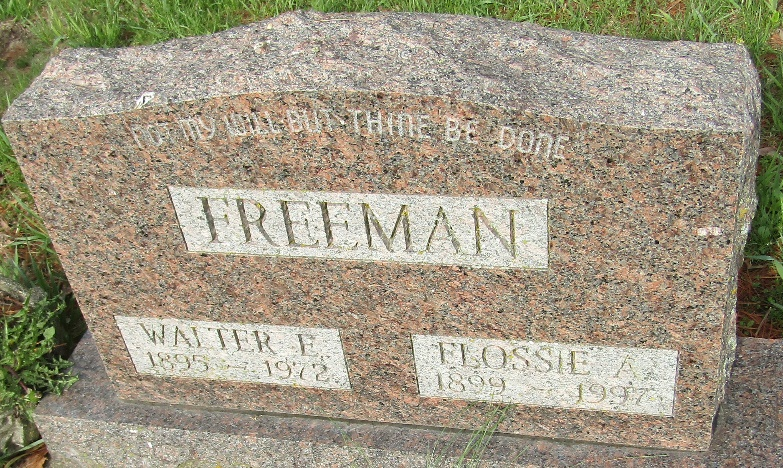 Not my Will But Thine Be Done
FREEMAN
WALTER E.
1895 - 1972
FLOSSIE A.
1899 - 1997